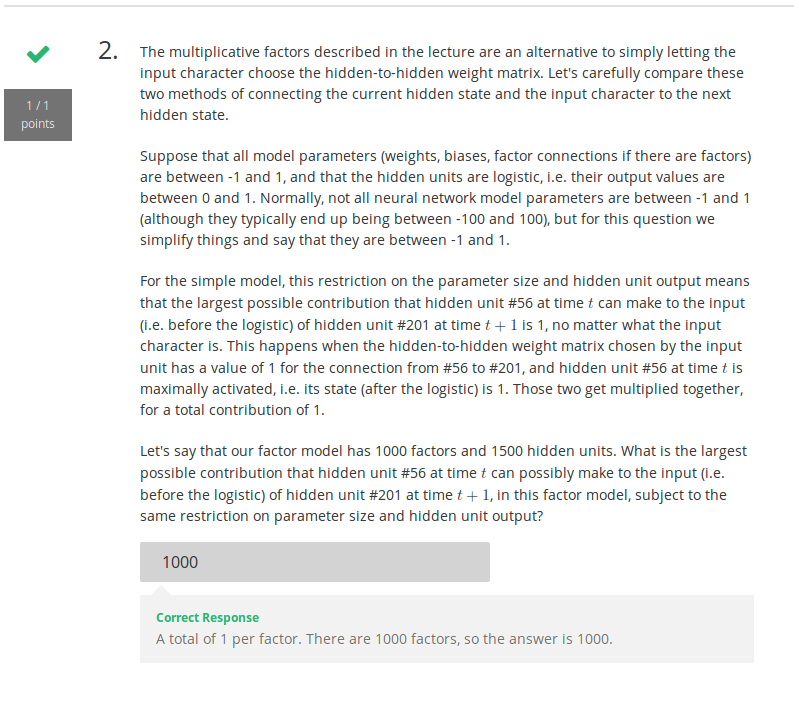 2.
The multiplicative factors described in the lecture are an alternative to simply letting the
input character choose the hidden-to-hidden weight matrix. Let's carefully compare these
two methods of connecting the current hidden state and the input character to the next
hidden state.
1 / 1
points
Suppose that all model parameters (weights, biases, factor connections if there are factors)
are between -1 and 1, and that the hidden units are logistic, i.e. their output values are
between 0 and 1. Normally, not all neural network model parameters are between -1 and 1
(although they typically end up being between -100 and 100), but for this question we
simplify things and say that they are between -1 and 1.
For the simple model, this restriction on the parameter size and hidden unit output means
that the largest possible contribution that hidden unit #56 at time t can make to the input
(i.e. before the logistic) of hidden unit #201 at time t + 1 is 1, no matter what the input
character is. This happens when the hidden-to-hidden weight matrix chosen by the input
unit has a value of 1 for the connection from #56 to #201, and hidden unit #56 at time t is
maximally activated, i.e. its state (after the logistic) is 1. Those two get multiplied together,
for a total contribution of 1.
Let's say that our factor model has 1000 factors and 1500 hidden units. What is the largest
possible contribution that hidden unit #56 at time t can possibly make to the input (i.e.
before the logistic) of hidden unit #201 at time t + 1, in this factor model, subject to the
same restriction on parameter size and hidden unit output?
1000
Correct Response
A total of 1 per factor. There are 1000 factors, so the answer is 1000.